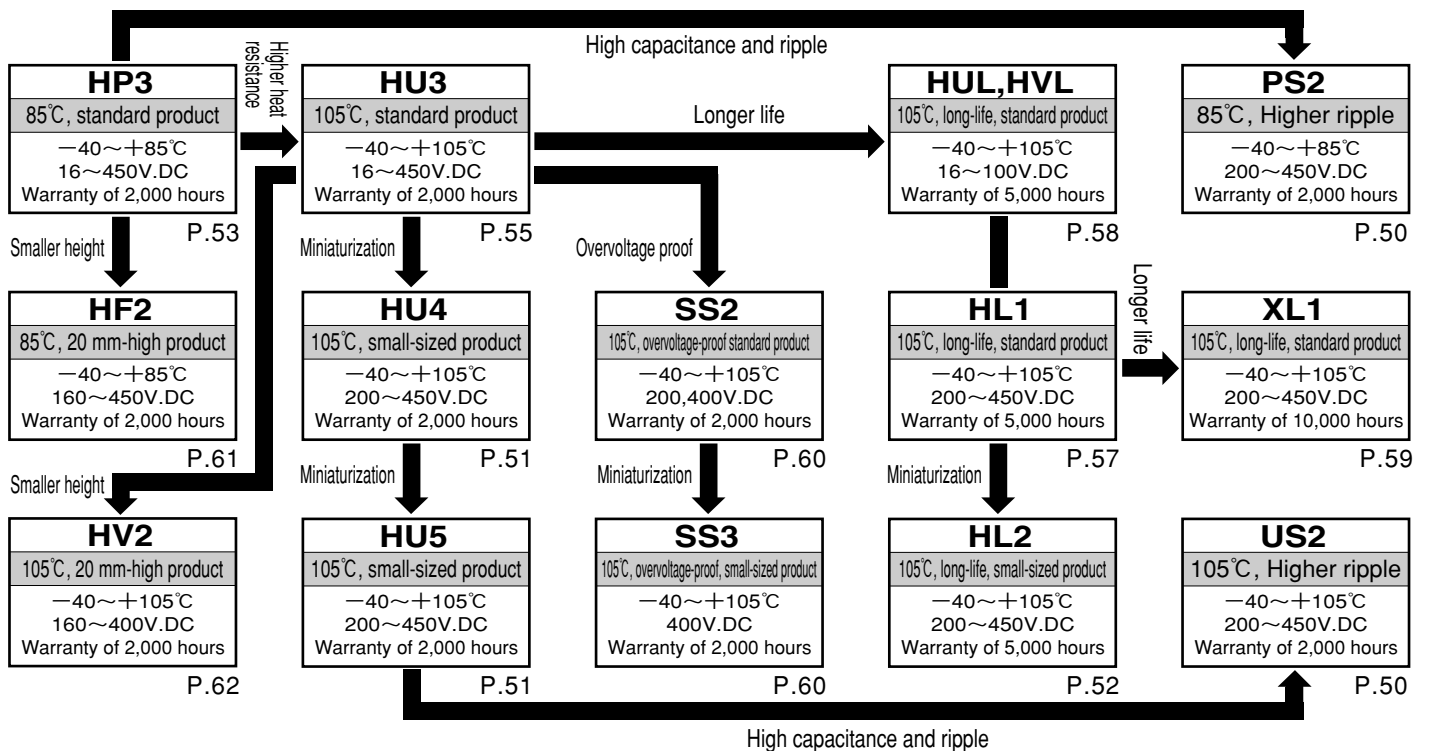 High capacitance and ripple
Higher heat
resistance
HP3
85℃, standard product
−40〜+85℃
16〜450V.DC
Warranty of 2,000 hours
P.53
HU3
105℃, standard product
−40〜+105℃
16〜450V.DC
Warranty of 2,000 hours
P.55
Longer life
HUL,HVL
105℃, long-life, standard product
−40〜+105℃
16〜100V.DC
Warranty of 5,000 hours
P.58
PS2
85℃, Higher ripple
−40〜+85℃
200〜450V.DC
Warranty of 2,000 hours
P.50
Smaller height
Miniaturization
Overvoltage proof
Longer life
HF2
85℃, 20 mm-high product
−40〜+85℃
160〜450V.DC
Warranty of 2,000 hours
P.61
HU4
105℃, small-sized product
−40〜+105℃
200〜450V.DC
Warranty of 2,000 hours
P.51
SS2
105℃, overvoltage-proof standard product
−40〜+105℃
200,400V.DC
Warranty of 2,000 hours
P.60
HL1
105℃, long-life, standard product
−40〜+105℃
200〜450V.DC
Warranty of 5,000 hours
P.57
XL1
105℃, long-life, standard product
−40〜+105℃
200〜450V.DC
Warranty of 10,000 hours
P.59
Smaller height
Miniaturization
Miniaturization
Miniaturization
HV2
105℃, 20 mm-high product
−40〜+105℃
160〜400V.DC
Warranty of 2,000 hours
P.62
HU5
105℃, small-sized product
−40〜+105℃
200〜450V.DC
Warranty of 2,000 hours
P.51
SS3
105℃, overvoltage-proof, small-sized product
−40〜+105℃
400V.DC
Warranty of 2,000 hours
P.60
HL2
105℃, long-life, small-sized product
−40〜+105℃
200〜450V.DC
Warranty of 5,000 hours
P.52
US2
105℃, Higher ripple
−40〜+105℃
200〜450V.DC
Warranty of 2,000 hours
P.50
High capacitance and ripple